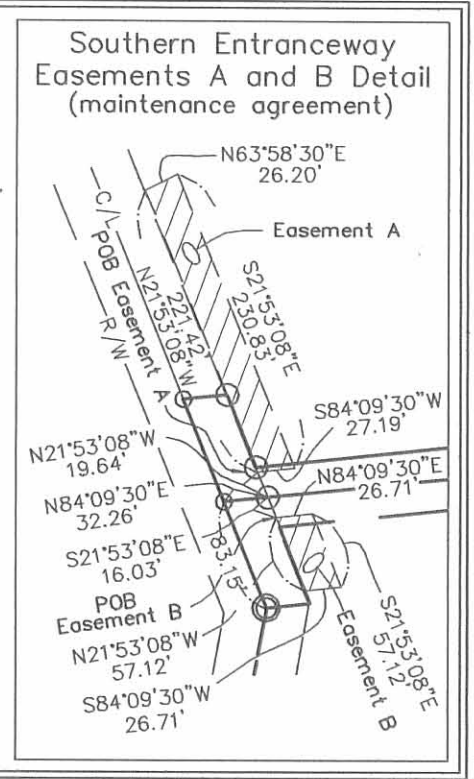 Southern Entranceway
Easements A and B Detail
(maintenance agreement)
N63°58'30"E
26.20'
Easement A
C/L
POB Easement A
R/W
N21°53'08"W
221.42'
S21°53'08"E
230.83'
S84°09'30"W
27.19'
N21°53'08"W
19.64'
N84°09'30"E
26.71'
N84°09'30"E
32.26'
S21°53'08"E
16.03'
83.15'
POB
Easement B
N21°53'08"W
57.12'
S84°09'30"W
26.71'
Easement B
S21°53'08"E
57.12'